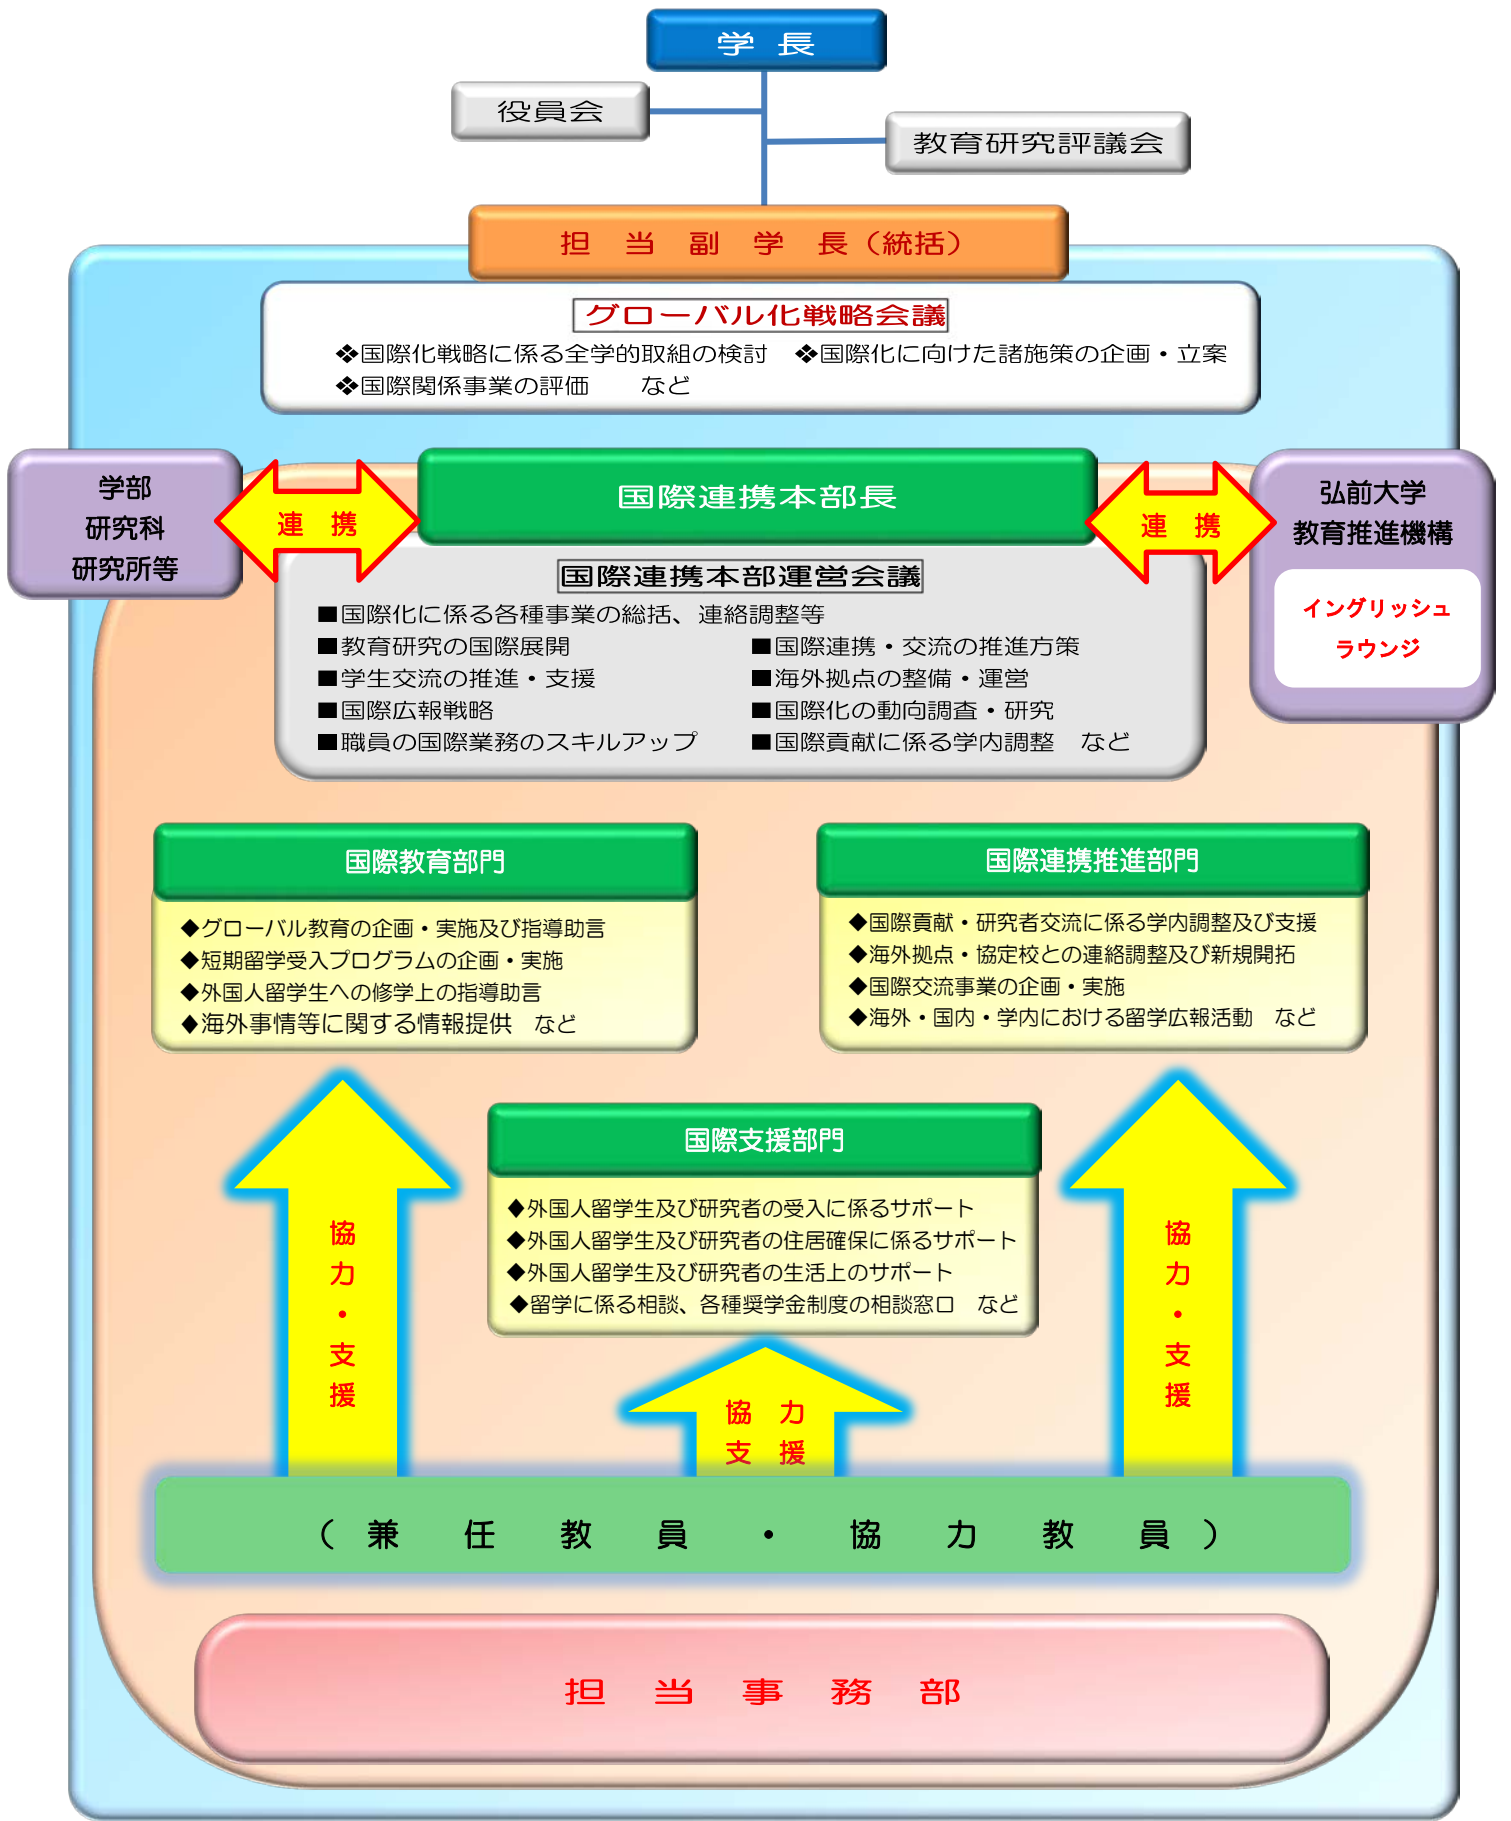 学 長
役員会
教育研究評議会
担 当 副 学 長（統括）
グローバル化戦略会議
❖国際化戦略に係る全学的取組の検討 ❖国際化に向けた諸施策の企画・立案
❖国際関係事業の評価 など
学部
研究科
研究所等
連 携
国際連携本部長
連 携
弘前大学
教育推進機構
イングリッシュ
ラウンジ
国際連携本部運営会議
■国際化に係る各種事業の総括、連絡調整等
■教育研究の国際展開 ■国際連携・交流の推進方策
■学生交流の推進・支援 ■海外拠点の整備・運営
■国際広報戦略 ■国際化の動向調査・研究
■職員の国際業務のスキルアップ ■国際貢献に係る学内調整 など
国際教育部門
◆グローバル教育の企画・実施及び指導助言
◆短期留学受入プログラムの企画・実施
◆外国人留学生への修学上の指導助言
◆海外事情等に関する情報提供 など
国際連携推進部門
◆国際貢献・研究者交流に係る学内調整及び支援
◆海外拠点・協定校との連絡調整及び新規開拓
◆国際交流事業の企画・実施
◆海外・国内・学内における留学広報活動 など
国際支援部門
◆外国人留学生及び研究者の受入に係るサポート
◆外国人留学生及び研究者の住居確保に係るサポート
◆外国人留学生及び研究者の生活上のサポート
◆留学に係る相談、各種奨学金制度の相談窓口 など
協力・支援
協 力
支 援
協力・支援
（ 兼 任 教 員 ・ 協 力 教 員 ）
担 当 事 務 部